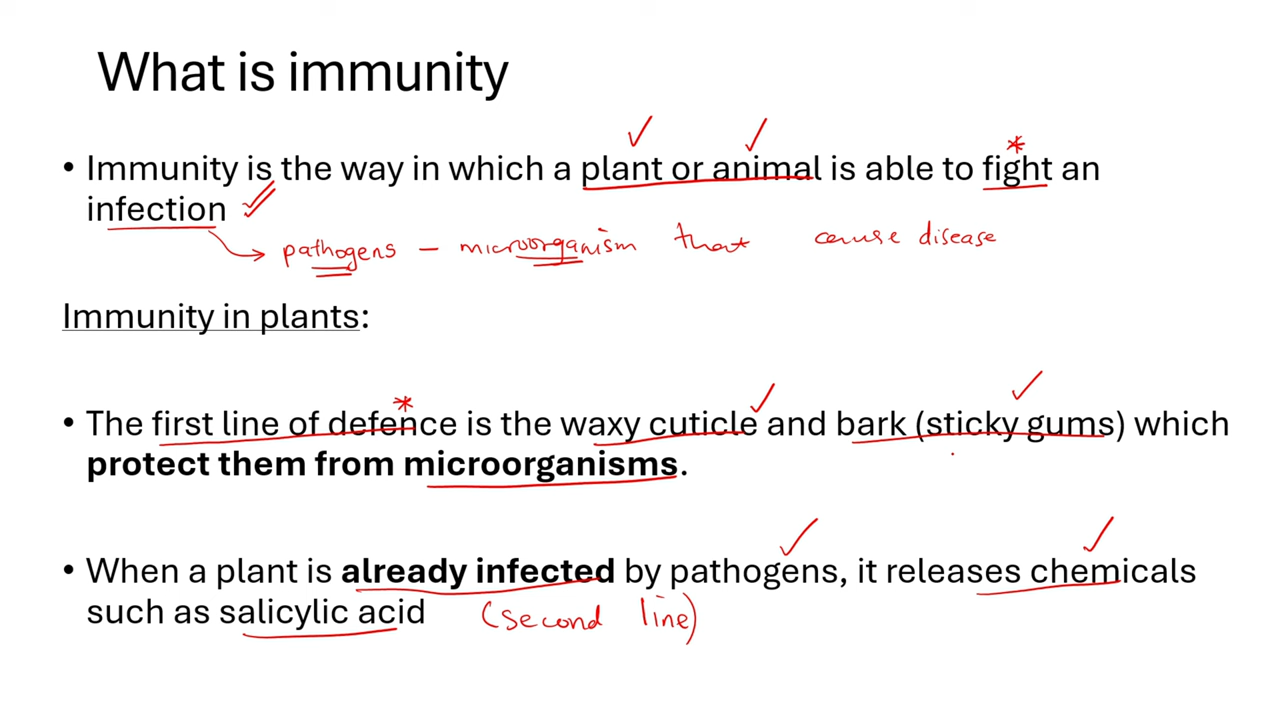 What is immunity
• Immunity is the way in which a plant or animal is able to fight an
infection
pathogens – microorganism that cause disease
Immunity in plants:
• The first line of defence is the waxy cuticle and bark (sticky gums) which
protect them from microorganisms.
• When a plant is already infected by pathogens, it releases chemicals
such as salicylic acid (second line)